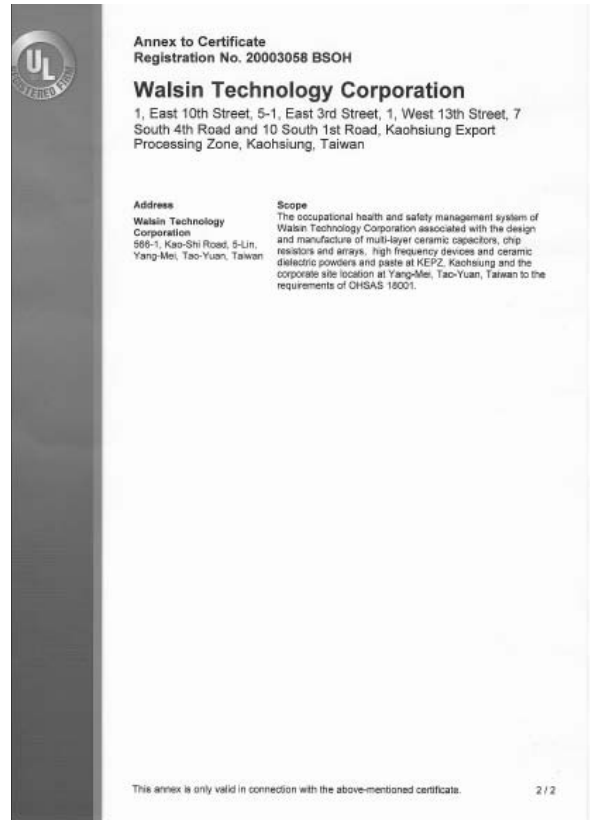 UL
REGISTERED FIRM
Annex to Certificate
Registration No. 20003058 BSOH
Walsin Technology Corporation
1, East 10th Street, 5-1, East 3rd Street, 1, West 13th Street, 7
South 4th Road and 10 South 1st Road, Kaohsiung Export
Processing Zone, Kaohsiung, Taiwan
Address
Walsin Technology
Corporation
566-1, Kao-Shi Road, 5-Lin,
Yang-Mei, Tao-Yuan, Taiwan
Scope
The occupational health and safety management system of
Walsin Technology Corporation associated with the design
and manufacture of multi-layer ceramic capacitors, chip
resistors and arrays, high frequency devices and ceramic
dielectric powders and paste at KEPZ, Kaohsiung and the
corporate site location at Yang-Mei, Tao-Yuan, Taiwan to the
requirements of OHSAS 18001.
This annex is only valid in connection with the above-mentioned certificate.
2 / 2